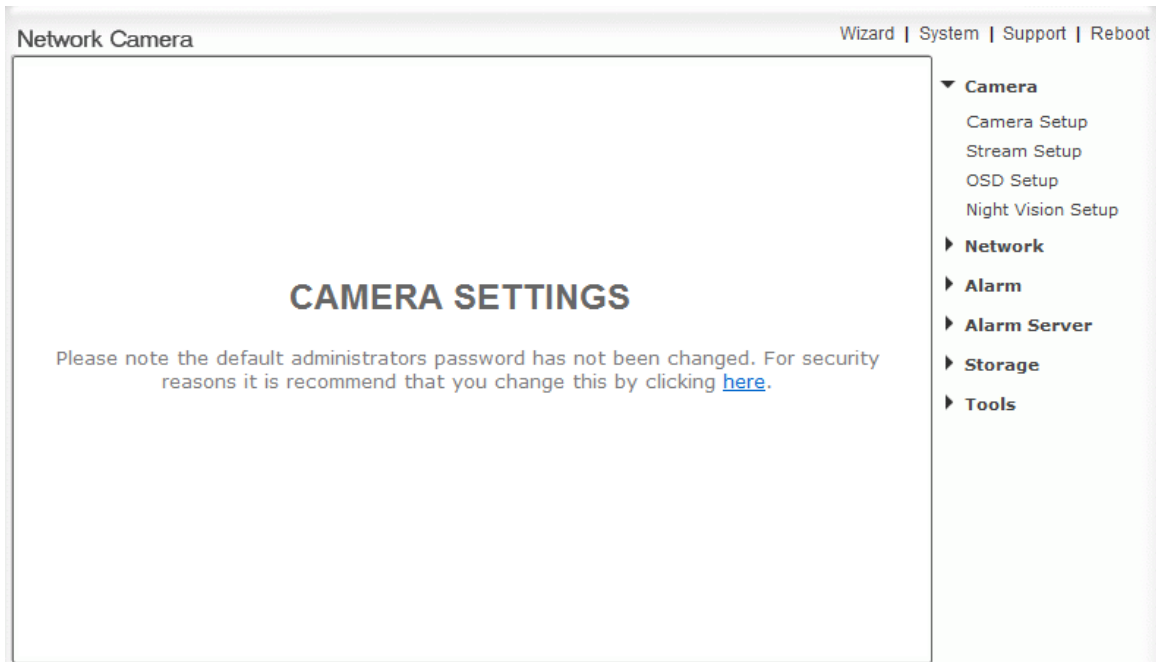 Network Camera
Wizard | System | Support | Reboot
CAMERA SETTINGS
Please note the default administrators password has not been changed. For security
reasons it is recommend that you change this by clicking here.
Camera
Camera Setup
Stream Setup
OSD Setup
Night Vision Setup
Network
Alarm
Alarm Server
Storage
Tools